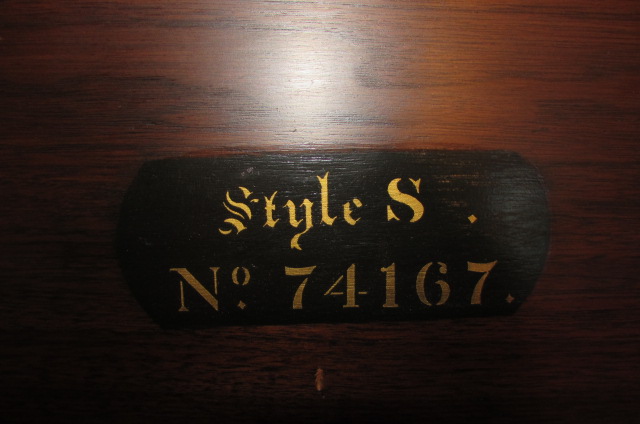 Style S .
Nº. 74167.